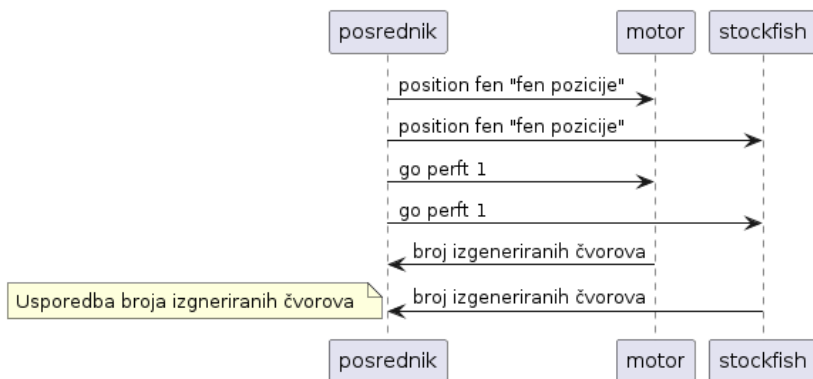 posrednik motor stockfish
position fen "fen pozicije"
position fen "fen pozicije"
go perft 1
go perft 1
broj izgeneriranih čvorova
Usporedba broja izgneriranih čvorova broj izgeneriranih čvorova
posrednik motor stockfish